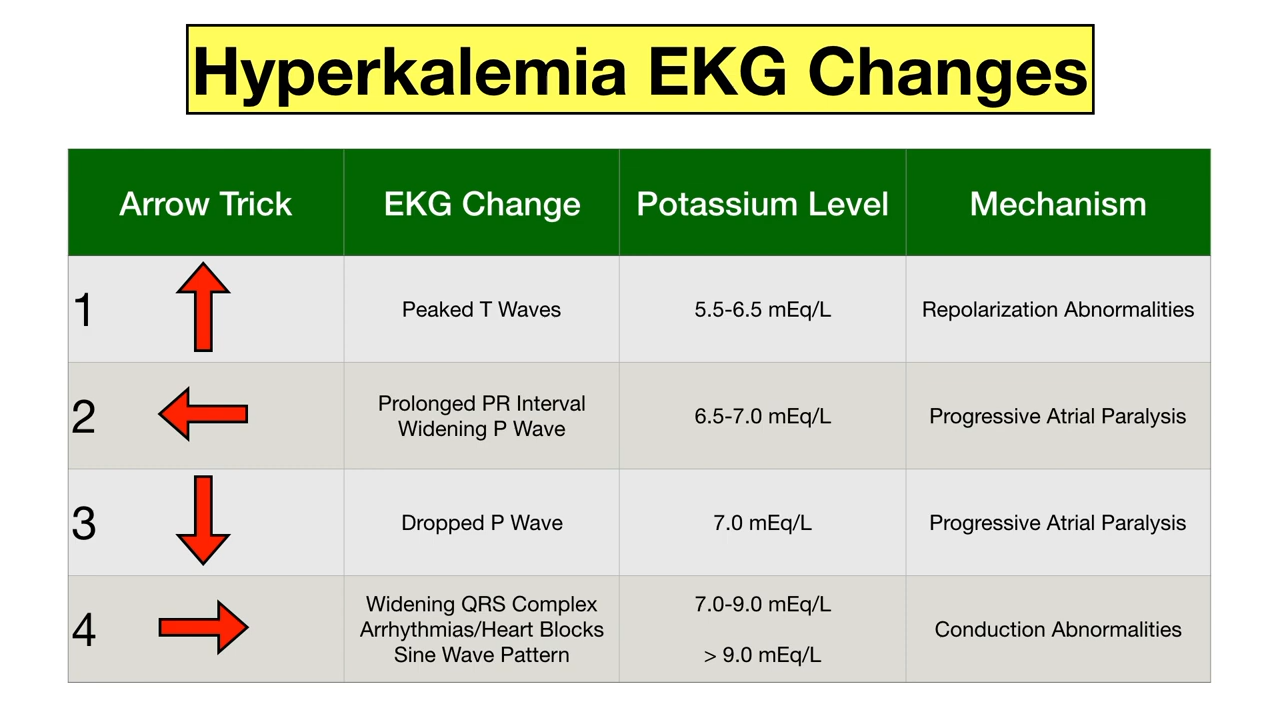 Hyperkalemia EKG Changes
Arrow Trick
EKG Change
Potassium Level
Mechanism
1
Peaked T Waves
5.5-6.5 mEq/L
Repolarization Abnormalities
2
Prolonged PR Interval
Widening P Wave
6.5-7.0 mEq/L
Progressive Atrial Paralysis
3
Dropped P Wave
7.0 mEq/L
Progressive Atrial Paralysis
4
Widening QRS Complex
Arrhythmias/Heart Blocks
Sine Wave Pattern
7.0-9.0 mEq/L
> 9.0 mEq/L
Conduction Abnormalities